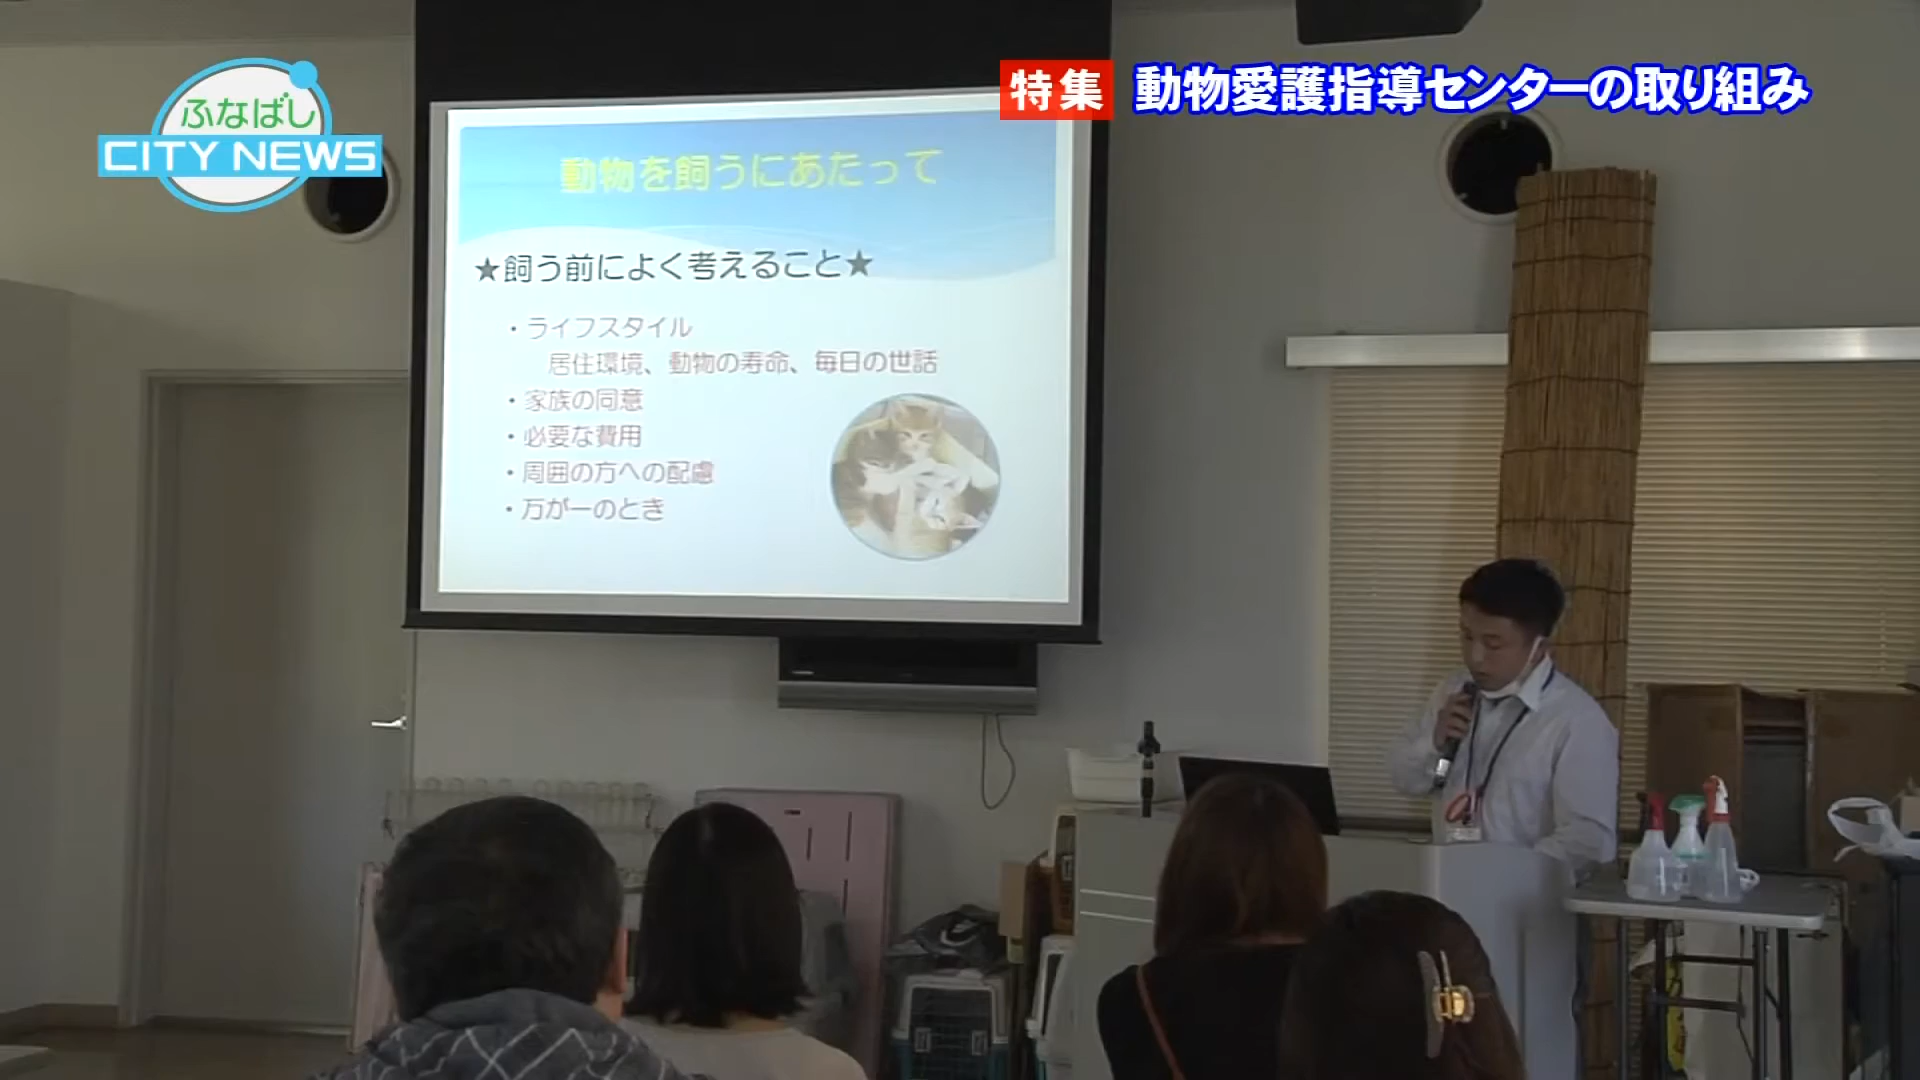 ふなばし
CITY NEWS
特集 動物愛護指導センターの取り組み
動物を飼うにあたって
★飼う前によく考えること★
・ライフスタイル
居住環境、動物の寿命、毎日の世話
・家族の同意
・必要な費用
・周囲の方への配慮
・万が一のとき